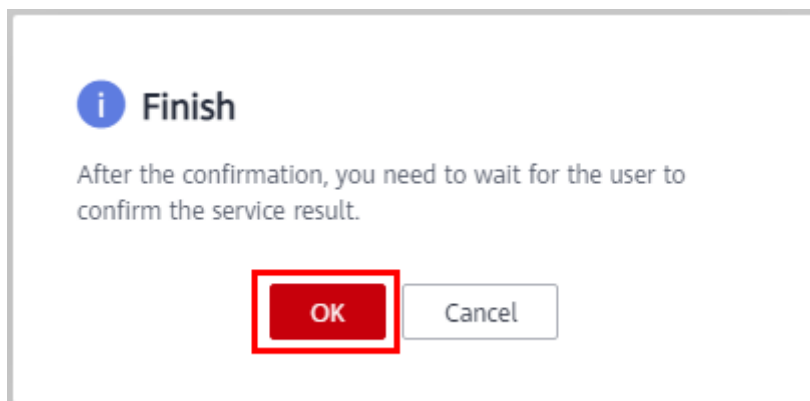 i Finish
After the confirmation, you need to wait for the user to
confirm the service result.
OK Cancel